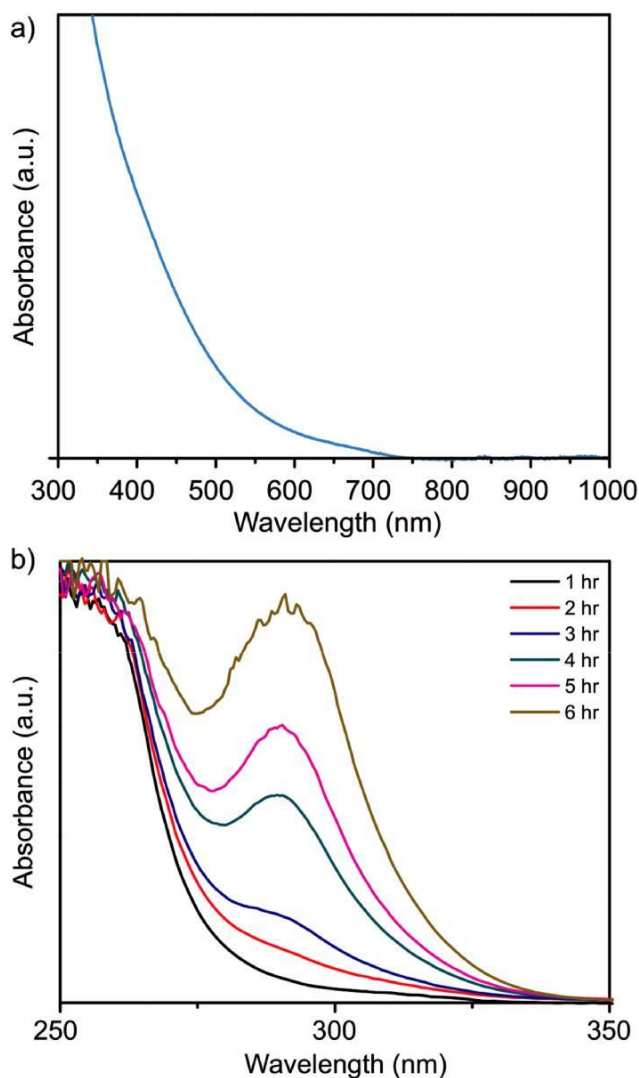 a)
Absorbance (a.u.)
300 400 500 600 700 800 900 1000
Wavelength (nm)
b)
Absorbance (a.u.)
1 hr
2 hr
3 hr
4 hr
5 hr
6 hr
250 300 350
Wavelength (nm)